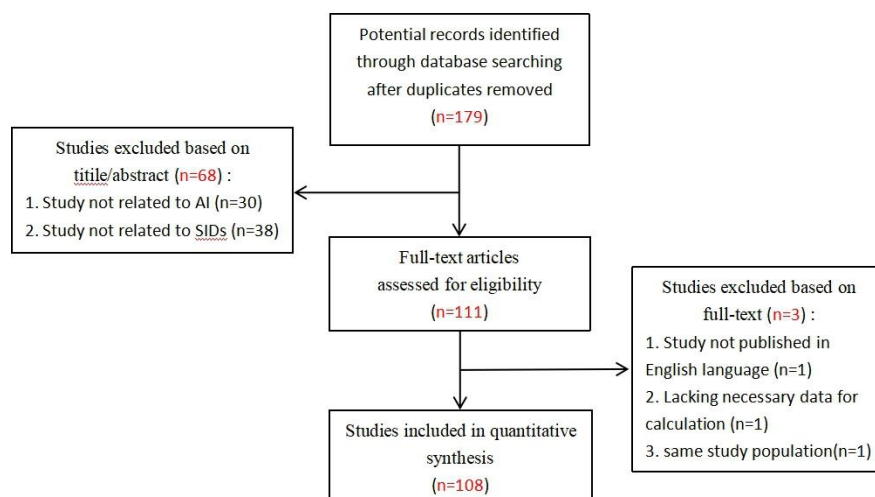 Potential records identified
through database searching
after duplicates removed
(n=179)
Studies excluded based on
titile/abstract (n=68) :
1. Study not related to AI (n=30)
2. Study not related to SIDs (n=38)
Full-text articles
assessed for eligibility
(n=111)
Studies excluded based on
full-text (n=3) :
1. Study not published in
English language (n=1)
2. Lacking necessary data for
calculation (n=1)
3. same study population(n=1)
Studies included in quantitative
synthesis
(n=108)